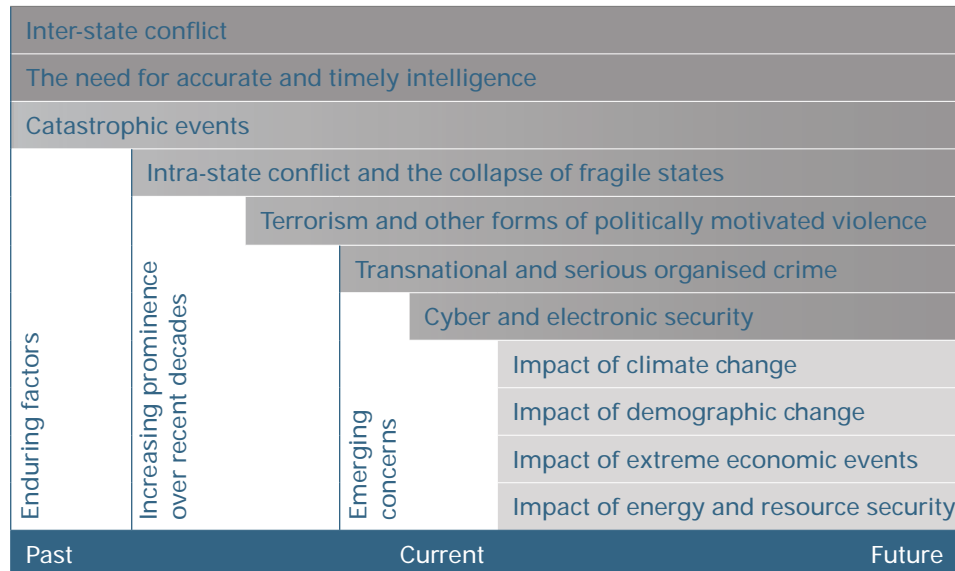 Inter-state conflict
The need for accurate and timely intelligence
Catastrophic events
Intra-state conflict and the collapse of fragile states
Terrorism and other forms of politically motivated violence
Transnational and serious organised crime
Cyber and electronic security
Impact of climate change
Impact of demographic change
Impact of extreme economic events
Impact of energy and resource security
Enduring factors
Increasing prominence
over recent decades
Emerging
concerns
Past
Current
Future